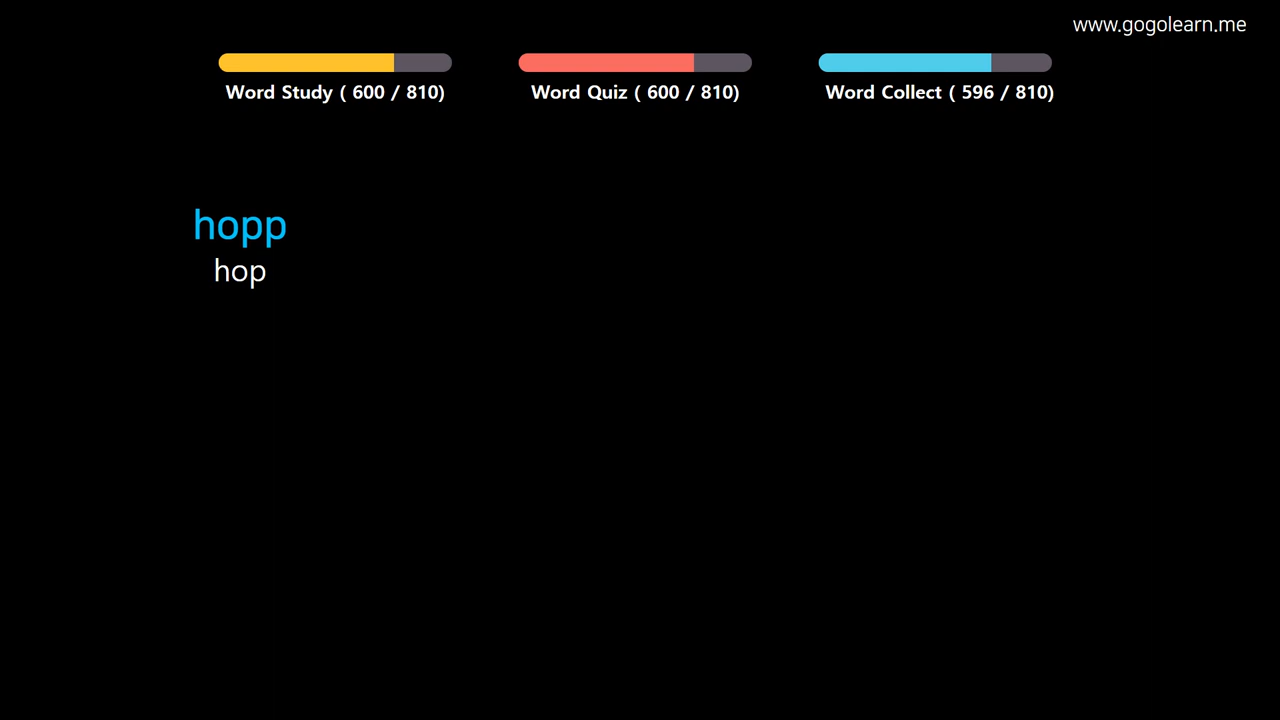 www.gogolearn.me
Word Study ( 600 / 810)
Word Quiz ( 600 / 810)
Word Collect ( 596 / 810)
hopp
hop